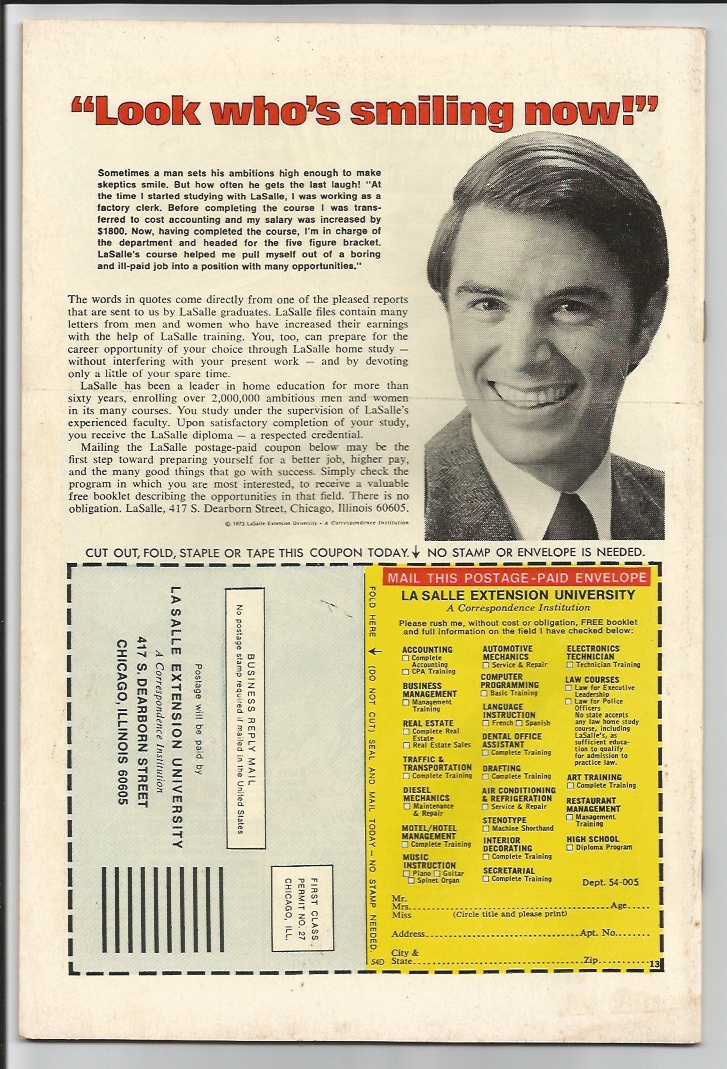 “Look who’s smiling now!”
Sometimes a man sets his ambitions high enough to make
skeptics smile. But how often he gets the last laugh! “At
the time I started studying with LaSalle, I was working as a
factory clerk. Before completing the course I was trans-
ferred to cost accounting and my salary was increased by
$1800. Now, having completed the course, I’m in charge of
the department and headed for the five figure bracket.
LaSalle’s course helped me pull myself out of a boring
and ill-paid job into a position with many opportunities.”
The words in quotes come directly from one of the pleased reports
that are sent to us by LaSalle graduates. LaSalle files contain many
letters from men and women who have increased their earnings
with the help of LaSalle training. You, too, can prepare for the
career opportunity of your choice through LaSalle home study —
without interfering with your present work — and by devoting
only a little of your spare time.
LaSalle has been a leader in home education for more than
sixty years, enrolling over 2,000,000 ambitious men and women
in its many courses. You study under the supervision of LaSalle’s
experienced faculty. Upon satisfactory completion of your study,
you receive the LaSalle diploma — a respected credential.
Mailing the LaSalle postage-paid coupon below may be the
first step toward preparing yourself for a better job, higher pay,
and the many good things that go with success. Simply check the
program in which you are most interested, to receive a valuable
free booklet describing the opportunities in that field. There is no
obligation. LaSalle, 417 S. Dearborn Street, Chicago, Illinois 60605.
© 1973 LaSalle Extension University • A Correspondence Institution
CUT OUT, FOLD, STAPLE OR TAPE THIS COUPON TODAY. ↓ NO STAMP OR ENVELOPE IS NEEDED.
BUSINESS REPLY MAIL
No postage stamp required if mailed in the United States
FIRST CLASS
PERMIT NO. 27
CHICAGO, ILL.
Postage will be paid by
LA SALLE EXTENSION UNIVERSITY
A Correspondence Institution
417 S. DEARBORN STREET
CHICAGO, ILLINOIS 60605
FOLD HERE → (DO NOT CUT) SEAL AND MAIL TODAY—NO STAMP NEEDED.
MAIL THIS POSTAGE-PAID ENVELOPE
LA SALLE EXTENSION UNIVERSITY
A Correspondence Institution
Please rush me, without cost or obligation, FREE booklet
and full information on the field I have checked below:
ACCOUNTING
☐ Complete
Accounting
☐ CPA Training
BUSINESS
MANAGEMENT
☐ Management
Training
REAL ESTATE
☐ Complete Real
Estate
☐ Real Estate Sales
TRAFFIC &
TRANSPORTATION
☐ Complete Training
DIESEL
MECHANICS
☐ Maintenance
& Repair
MOTEL/HOTEL
MANAGEMENT
☐ Complete Training
MUSIC
INSTRUCTION
☐ Piano ☐ Guitar
☐ Spinet Organ
AUTOMOTIVE
MECHANICS
☐ Service & Repair
COMPUTER
PROGRAMMING
☐ Basic Training
LANGUAGE
INSTRUCTION
☐ French ☐ Spanish
DENTAL OFFICE
ASSISTANT
☐ Complete Training
DRAFTING
☐ Complete Training
AIR CONDITIONING
& REFRIGERATION
☐ Service & Repair
STENOTYPE
☐ Machine Shorthand
INTERIOR
DECORATING
☐ Complete Training
SECRETARIAL
☐ Complete Training
ELECTRONICS
TECHNICIAN
☐ Technician Training
LAW COURSES
☐ Law for Executive
Leadership
☐ Law for Police
Officers
No state accepts
any law home study
course, including
LaSalle’s, as
sufficient educa-
tion to qualify
for admission to
practice law.
ART TRAINING
☐ Complete Training
RESTAURANT
MANAGEMENT
☐ Management
Training
HIGH SCHOOL
☐ Diploma Program
Dept. 54-005
Mr.
Mrs. Age
Miss (Circle title and please print)
Address Apt. No.
City &
State Zip
54D
13